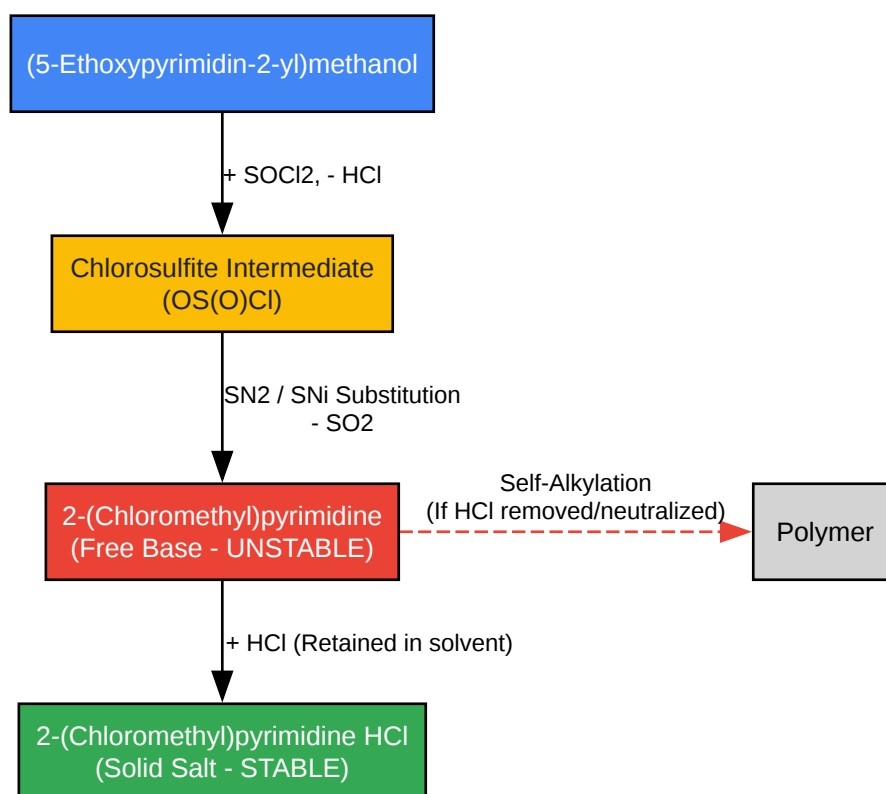 (5-Ethoxypyrimidin-2-yl)methanol
+ SOCl2, - HCl
Chlorosulfite Intermediate
(OS(O)Cl)
SN2 / SNi Substitution
- SO2
2-(Chloromethyl)pyrimidine
(Free Base - UNSTABLE)
Self-Alkylation
(If HCl removed/neutralized)
Polymer
+ HCl (Retained in solvent)
2-(Chloromethyl)pyrimidine HCl
(Solid Salt - STABLE)